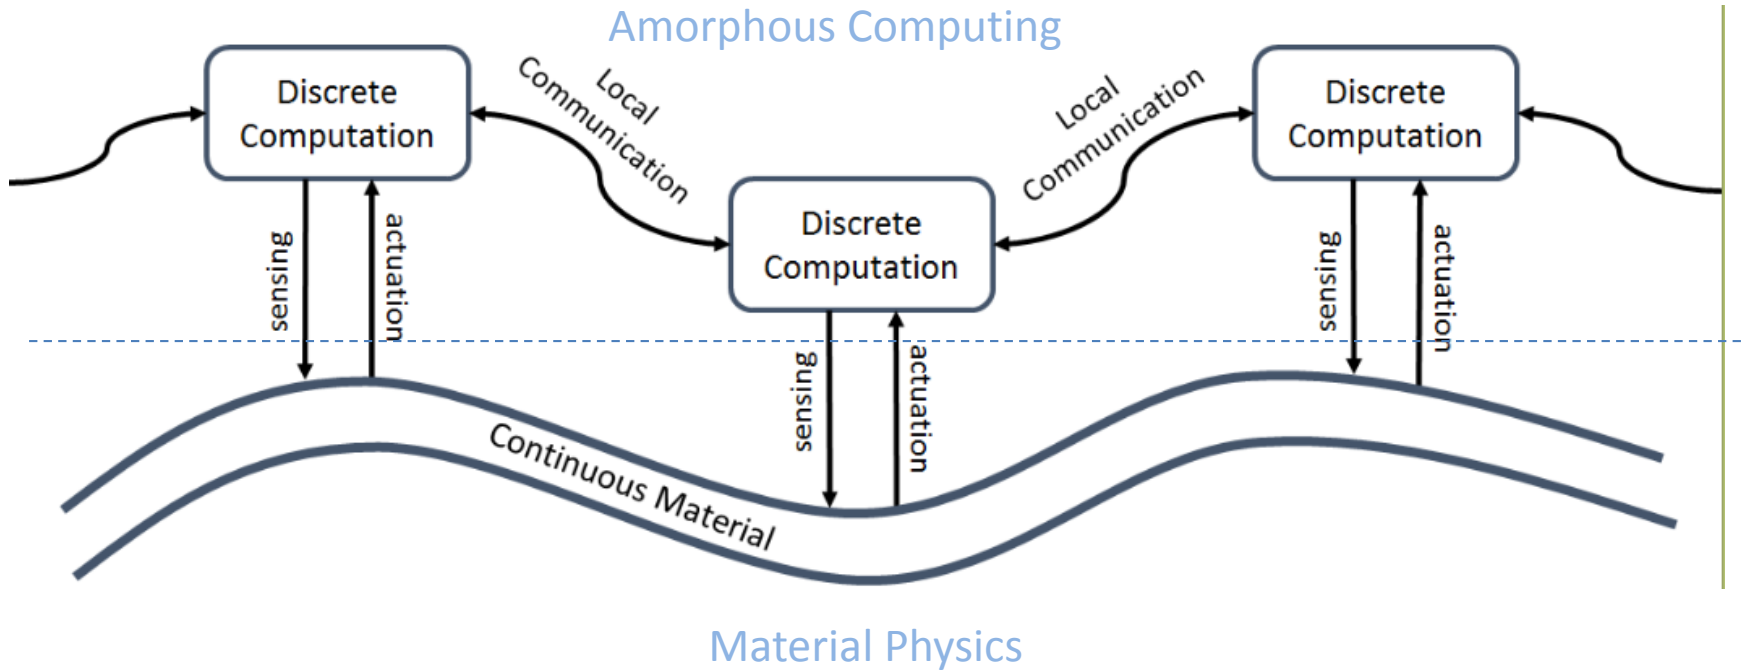 Amorphous Computing
Discrete
Computation
Local
Communication
Local
Communication
Discrete
Computation
Discrete
Computation
sensing
actuation
sensing
actuation
sensing
actuation
Continuous Material
Material Physics